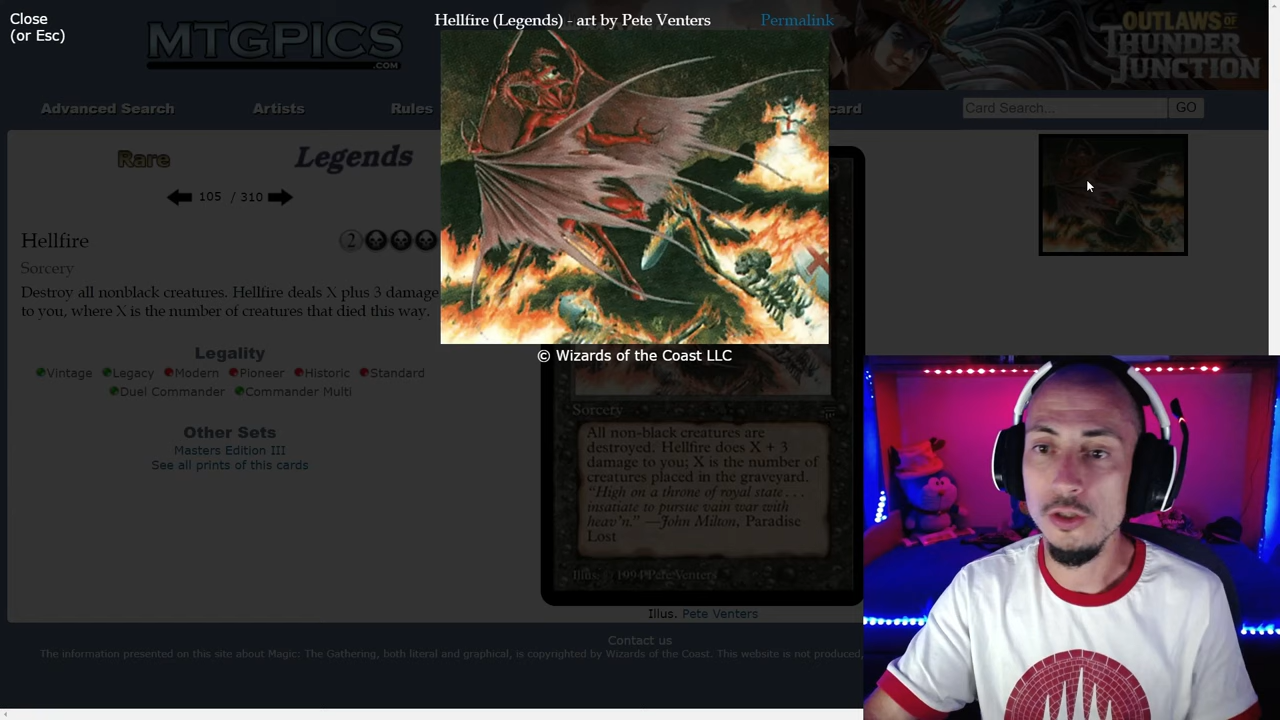 Close
(or Esc)
Hellfire (Legends) - art by Pete Venters
Permalink
MTGPICS
.COM
OUTLAWS OF
THUNDER
JUNCTION
Advanced Search
Artists
Rules
card
Card Search...
GO
Rare
Legends
105 / 310
Hellfire
2
Sorcery
Destroy all nonblack creatures. Hellfire deals X plus 3 damage
to you, where X is the number of creatures that died this way.
Legality
Vintage Legacy Modern Pioneer Historic Standard
Duel Commander Commander Multi
Other Sets
Masters Edition III
See all prints of this cards
© Wizards of the Coast LLC
Sorcery
All non-black creatures are
destroyed. Hellfire does X + 3
damage to you; X is the number of
creatures placed in the graveyard.
"High on a throne of royal state . . .
insatiate to pursue vain war with
heav'n." —John Milton, Paradise
Lost
Illus. © 1994 Pete Venters
Illus. Pete Venters
Contact us
The information presented on this site about Magic: The Gathering, both literal and graphical, is copyrighted by Wizards of the Coast. This website is not produced,